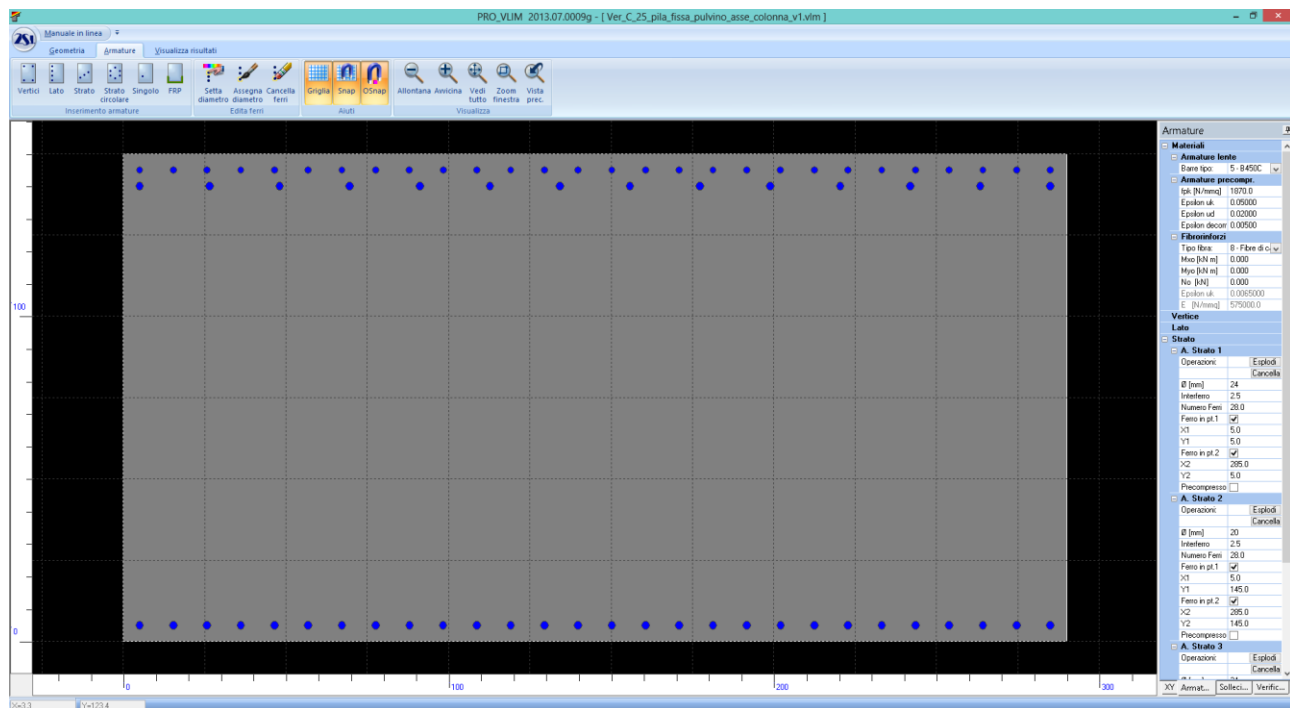 PRO_VLIM 2013.07.0009g - [ Ver_C_25_pila_fissa_pulvino_asse_colonna_v1.vlm ]
2SI
Manuale in linea
Geometria Armature Visualizza risultati
Vertici Lato Strato Strato circolare Singolo FRP
Setta diametro Assegna diametro Cancella ferri
Griglia Snap OSnap
Allontana Avvicina Vedi tutto Zoom finestra Vista prec.
Inserimento armature Edita ferri Aiuti Visualizza
Armature
Materiali
Armature lente
Barre tipo: 5 - B450C
Armature precompr.
fpk [N/mmq] 1870.0
Epsilon uk 0.05000
Epsilon ud 0.02000
Epsilon decom 0.00500
Fibrorinforzi
Tipo fibra: 8 - Fibre di c
Mxo [kN m] 0.000
Myo [kN m] 0.000
No [kN] 0.000
Epsilon uk 0.0065000
E [N/mmq] 575000.0
Vertice
Lato
Strato
A. Strato 1
Operazioni: Esplodi
Cancella
Ø [mm] 24
Interferro 2.5
Numero Ferri 28.0
Ferro in pt.1
X1 5.0
Y1 5.0
Ferro in pt.2
X2 285.0
Y2 5.0
Precompresso
A. Strato 2
Operazioni: Esplodi
Cancella
Ø [mm] 20
Interferro 2.5
Numero Ferri 28.0
Ferro in pt.1
X1 5.0
Y1 145.0
Ferro in pt.2
X2 285.0
Y2 145.0
Precompresso
A. Strato 3
Operazioni: Esplodi
Cancella
XY Armat... Solleci... Verific...
100
0
0 100 200 300
X=3.3 Y=123.4